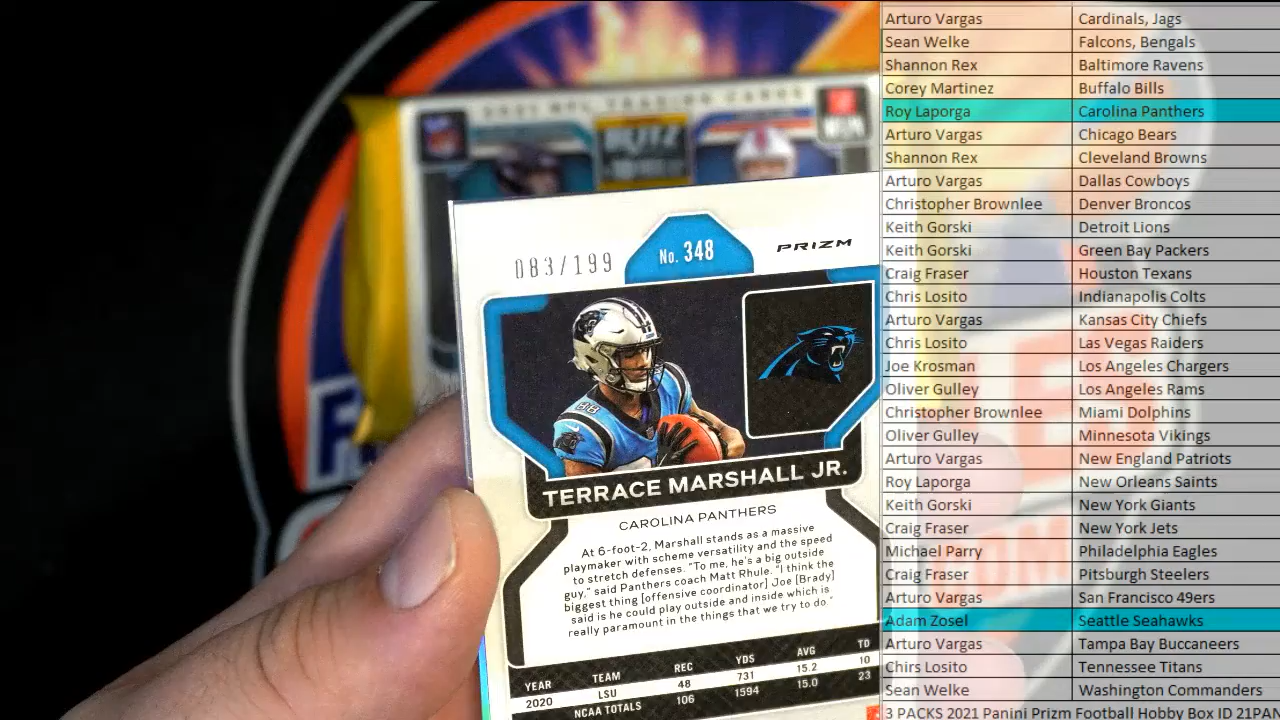 2021 NFL TRADING CARDS
083/199
No. 348
PRIZM
88
TERRACE MARSHALL JR.
CAROLINA PANTHERS
At 6-foot-2, Marshall stands as a massive
playmaker with scheme versatility and the speed
to stretch defenses. "To me, he's a big outside
guy," said Panthers coach Matt Rhule. "I think the
biggest thing [offensive coordinator] Joe [Brady]
said is he could play outside and inside which is
really paramount in the things that we try to do."
YEAR TEAM REC YDS AVG TD
2020 LSU 48 731 15.2 10
NCAA TOTALS 106 1594 15.0 23
Arturo Vargas Cardinals, Jags
Sean Welke Falcons, Bengals
Shannon Rex Baltimore Ravens
Corey Martinez Buffalo Bills
Roy Laporga Carolina Panthers
Arturo Vargas Chicago Bears
Shannon Rex Cleveland Browns
Arturo Vargas Dallas Cowboys
Christopher Brownlee Denver Broncos
Keith Gorski Detroit Lions
Keith Gorski Green Bay Packers
Craig Fraser Houston Texans
Chris Losito Indianapolis Colts
Arturo Vargas Kansas City Chiefs
Chris Losito Las Vegas Raiders
Joe Krosman Los Angeles Chargers
Oliver Gulley Los Angeles Rams
Christopher Brownlee Miami Dolphins
Oliver Gulley Minnesota Vikings
Arturo Vargas New England Patriots
Roy Laporga New Orleans Saints
Keith Gorski New York Giants
Craig Fraser New York Jets
Michael Parry Philadelphia Eagles
Craig Fraser Pitsburgh Steelers
Arturo Vargas San Francisco 49ers
Adam Zosel Seattle Seahawks
Arturo Vargas Tampa Bay Buccaneers
Chirs Losito Tennessee Titans
Sean Welke Washington Commanders
3 PACKS 2021 Panini Prizm Football Hobby Box ID 21PAN